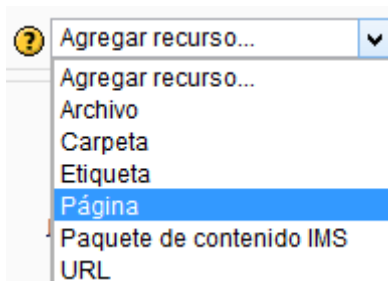 ?
Agregar recurso...
Agregar recurso...
Archivo
Carpeta
Etiqueta
Página
Paquete de contenido IMS
URL